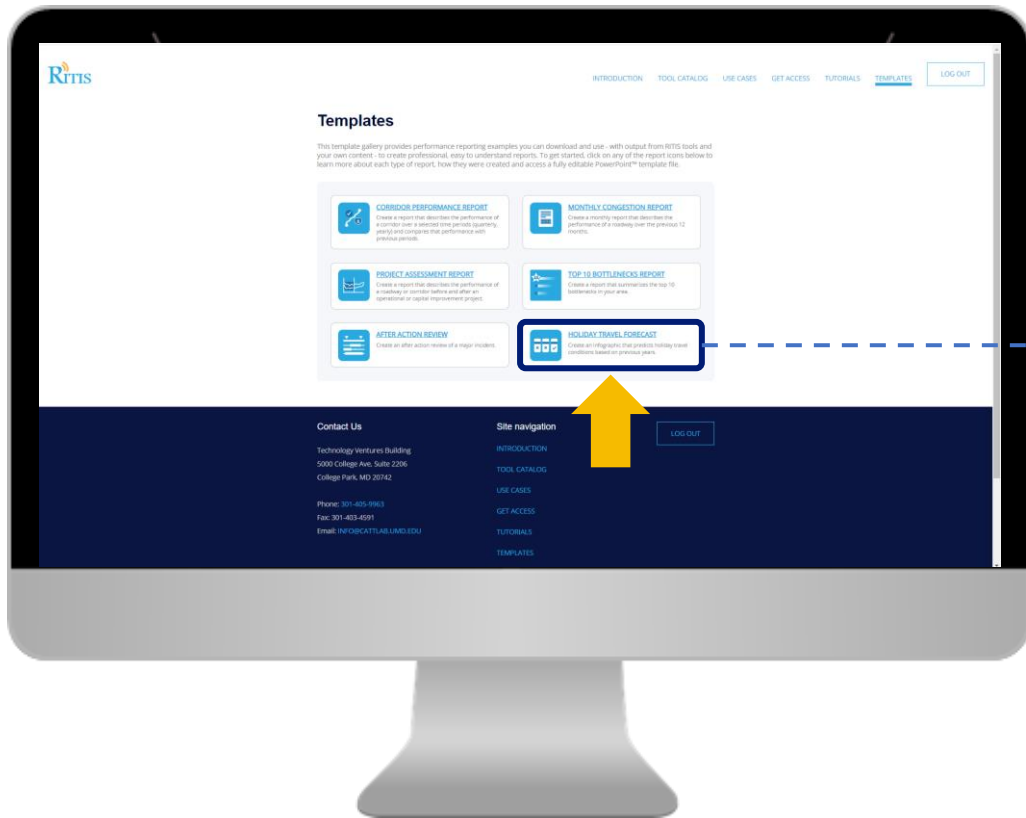 RITIS
INTRODUCTION TOOL CATALOG USE CASES GET ACCESS TUTORIALS TEMPLATES LOG OUT
Templates
This template gallery provides performance reporting examples you can download and use - with output from RITIS tools and
your own content - to create professional, easy to understand reports. To get started, click on any of the report icons below to
learn more about each type of report, how they were created and access a fully editable PowerPoint™ template file.
CORRIDOR PERFORMANCE REPORT
Create a report that describes the performance of
a corridor over a selected time periods (quarterly,
yearly) and compares that performance with
previous periods.
MONTHLY CONGESTION REPORT
Create a monthly report that describes the
performance of a roadway over the previous 12
months.
PROJECT ASSESSMENT REPORT
Create a report that describes the performance of
a roadway or corridor before and after an
operational or capital improvement project.
TOP 10 BOTTLENECKS REPORT
Create a report that summarizes the top 10
bottlenecks in your area.
AFTER ACTION REVIEW
Create an after action review of a major incident.
HOLIDAY TRAVEL FORECAST
Create an infographic that predicts holiday travel
conditions based on previous years.
Contact Us
Technology Ventures Building
5000 College Ave, Suite 2206
College Park, MD 20742
Phone: 301-405-9963
Fax: 301-403-4591
Email: INFO@CATTLAB.UMD.EDU
Site navigation
INTRODUCTION
TOOL CATALOG
USE CASES
GET ACCESS
TUTORIALS
TEMPLATES
LOG OUT